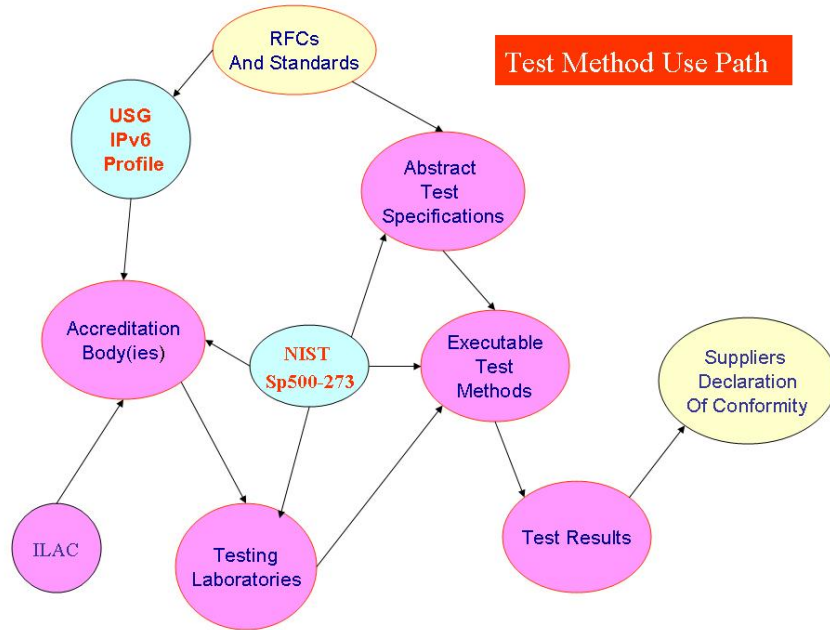 RFCs
And Standards
Test Method Use Path
USG
IPv6
Profile
Abstract
Test
Specifications
Accreditation
Body(ies)
NIST
Sp500-273
Executable
Test
Methods
Suppliers
Declaration
Of Conformity
ILAC
Testing
Laboratories
Test Results